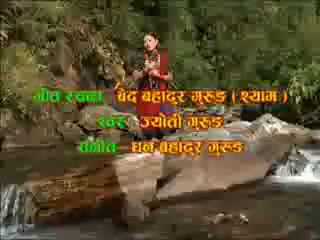 गीत रचना वेद बहादुर गुरुङ ( श्याम )
स्वर ज्योती गुरुङ
संगीत धन बहादुर गुरुङ